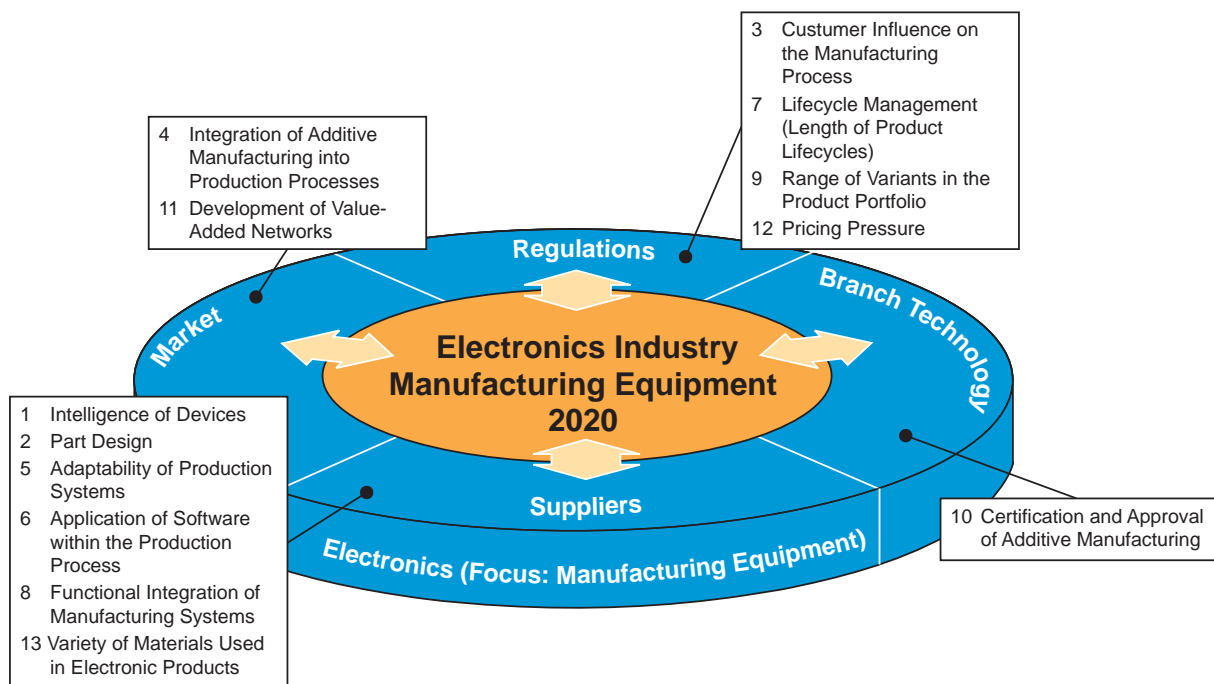 3 Custumer Influence on
the Manufacturing
Process
7 Lifecycle Management
(Length of Product
Lifecycles)
9 Range of Variants in the
Product Portfolio
12 Pricing Pressure
4 Integration of Additive
Manufacturing into
Production Processes
11 Development of Value-
Added Networks
Regulations
Branch Technology
Market
Electronics Industry
Manufacturing Equipment
2020
1 Intelligence of Devices
2 Part Design
5 Adaptability of Production
Systems
6 Application of Software
within the Production
Process
8 Functional Integration of
Manufacturing Systems
13 Variety of Materials Used
in Electronic Products
Suppliers
Electronics (Focus: Manufacturing Equipment)
10 Certification and Approval
of Additive Manufacturing